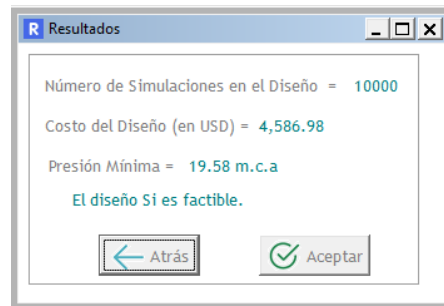 R Resultados
Número de Simulaciones en el Diseño = 10000
Costo del Diseño (en USD) = 4,586.98
Presión Mínima = 19.58 m.c.a
El diseño Si es factible.
Atrás Aceptar